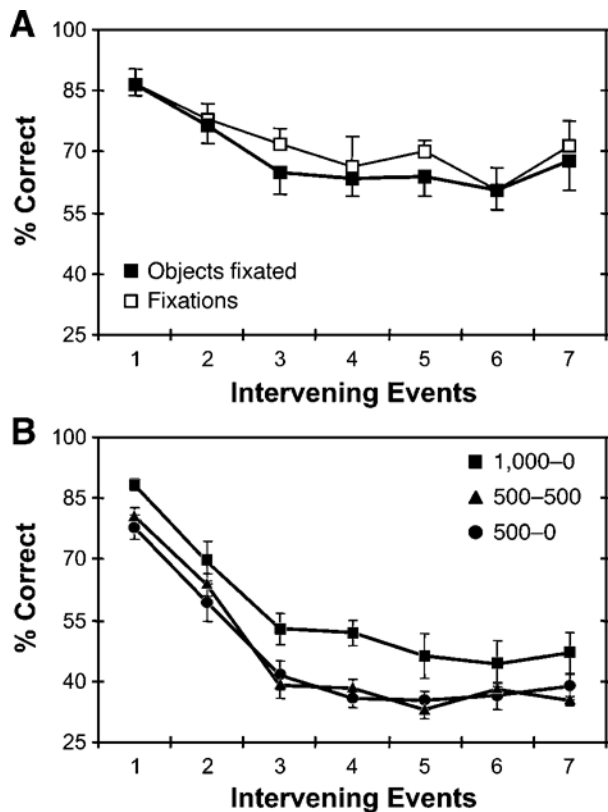 A
100
85
70
55
40
25
% Correct
Objects fixated
Fixations
1 2 3 4 5 6 7
Intervening Events
B
100
85
70
55
40
25
% Correct
1,000–0
500–500
500–0
1 2 3 4 5 6 7
Intervening Events